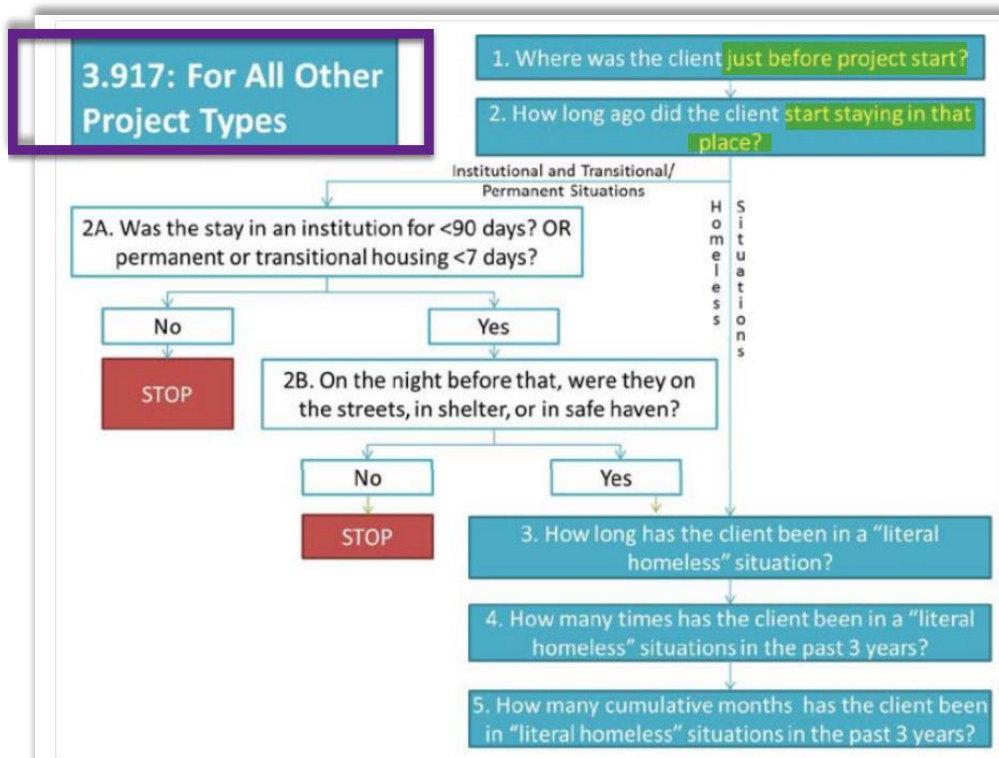 3.917: For All Other
Project Types
1. Where was the client just before project start?
2. How long ago did the client start staying in that
place?
Institutional and Transitional/
Permanent Situations
Homeless
Situations
2A. Was the stay in an institution for <90 days? OR
permanent or transitional housing <7 days?
No
Yes
STOP
2B. On the night before that, were they on
the streets, in shelter, or in safe haven?
No
Yes
STOP
3. How long has the client been in a “literal
homeless” situation?
4. How many times has the client been in a “literal
homeless” situations in the past 3 years?
5. How many cumulative months has the client been
in “literal homeless” situations in the past 3 years?